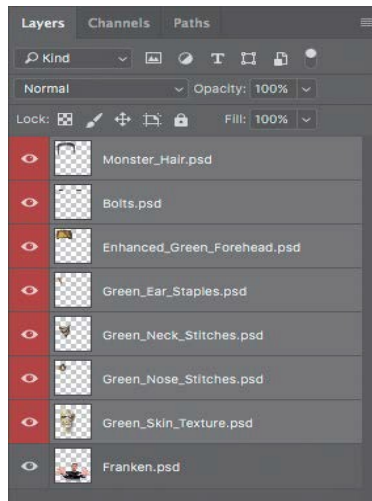 Layers Channels Paths
Kind T
Normal Opacity: 100%
Lock: Fill: 100%
Monster_Hair.psd
Bolts.psd
Enhanced_Green_Forehead.psd
Green_Ear_Staples.psd
Green_Neck_Stitches.psd
Green_Nose_Stitches.psd
Green_Skin_Texture.psd
Franken.psd